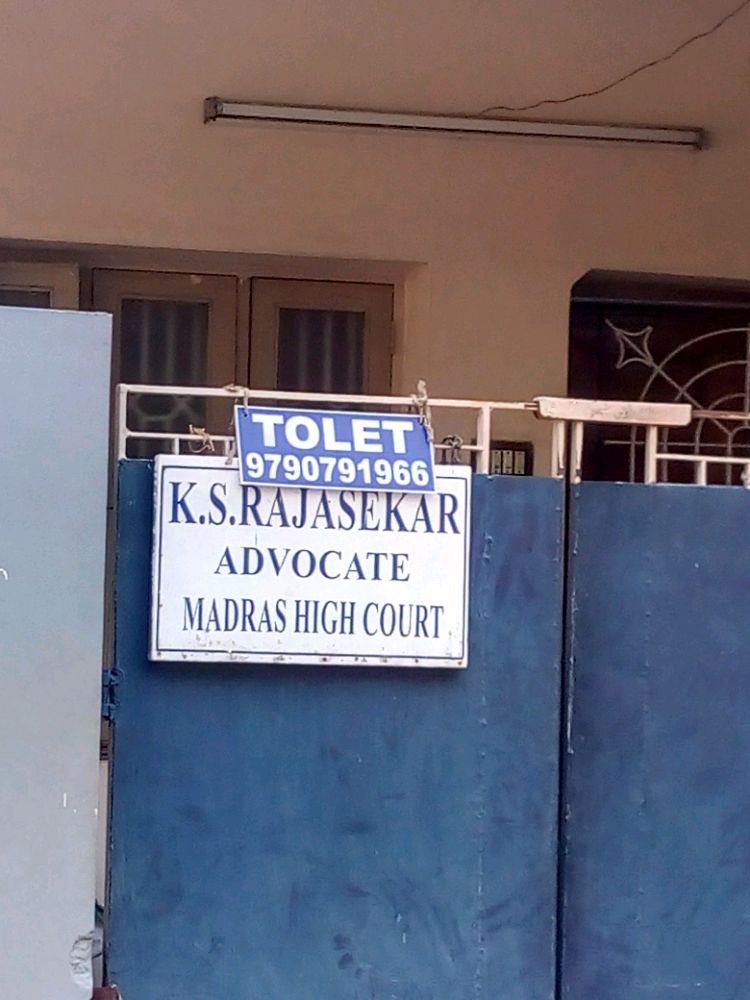 TOLET
9790791966
K.S.RAJASEKAR
ADVOCATE
MADRAS HIGH COURT